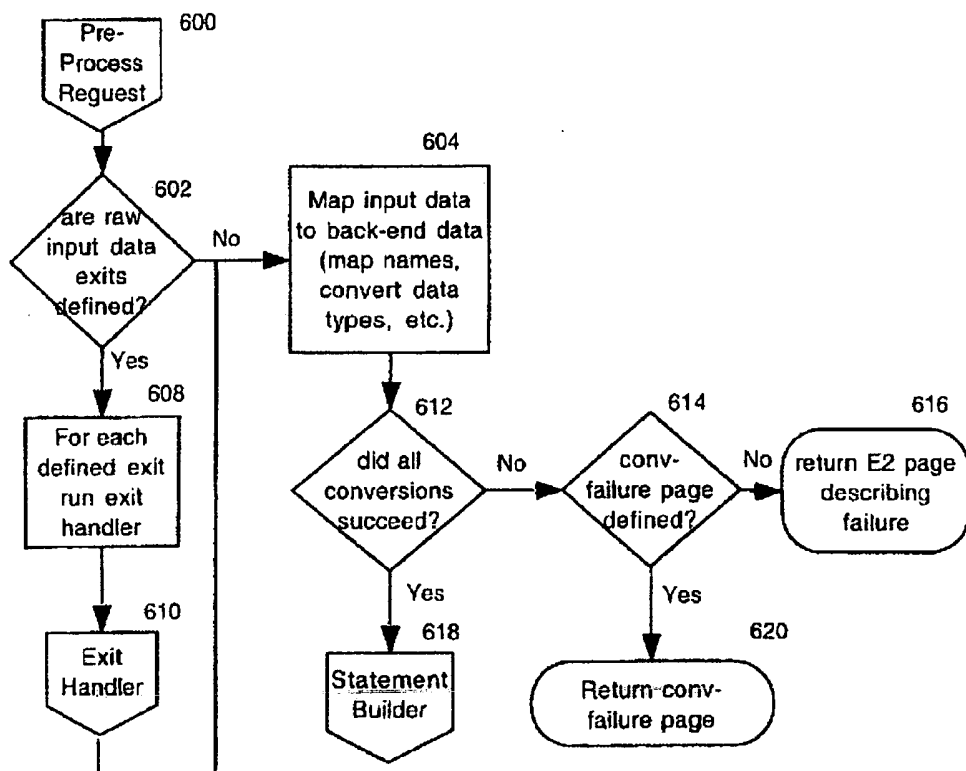 600
Pre-
Process
Reguest
602
are raw
input data
exits
defined?
No
Yes
604
Map input data
to back-end data
(map names,
convert data
types, etc.)
608
For each
defined exit
run exit
handler
610
Exit
Handler
612
did all
conversions
succeed?
No
Yes
614
conv-
failure page
defined?
No
Yes
616
return E2 page
describing
failure
618
Statement
Builder
620
Return-conv-
failure page